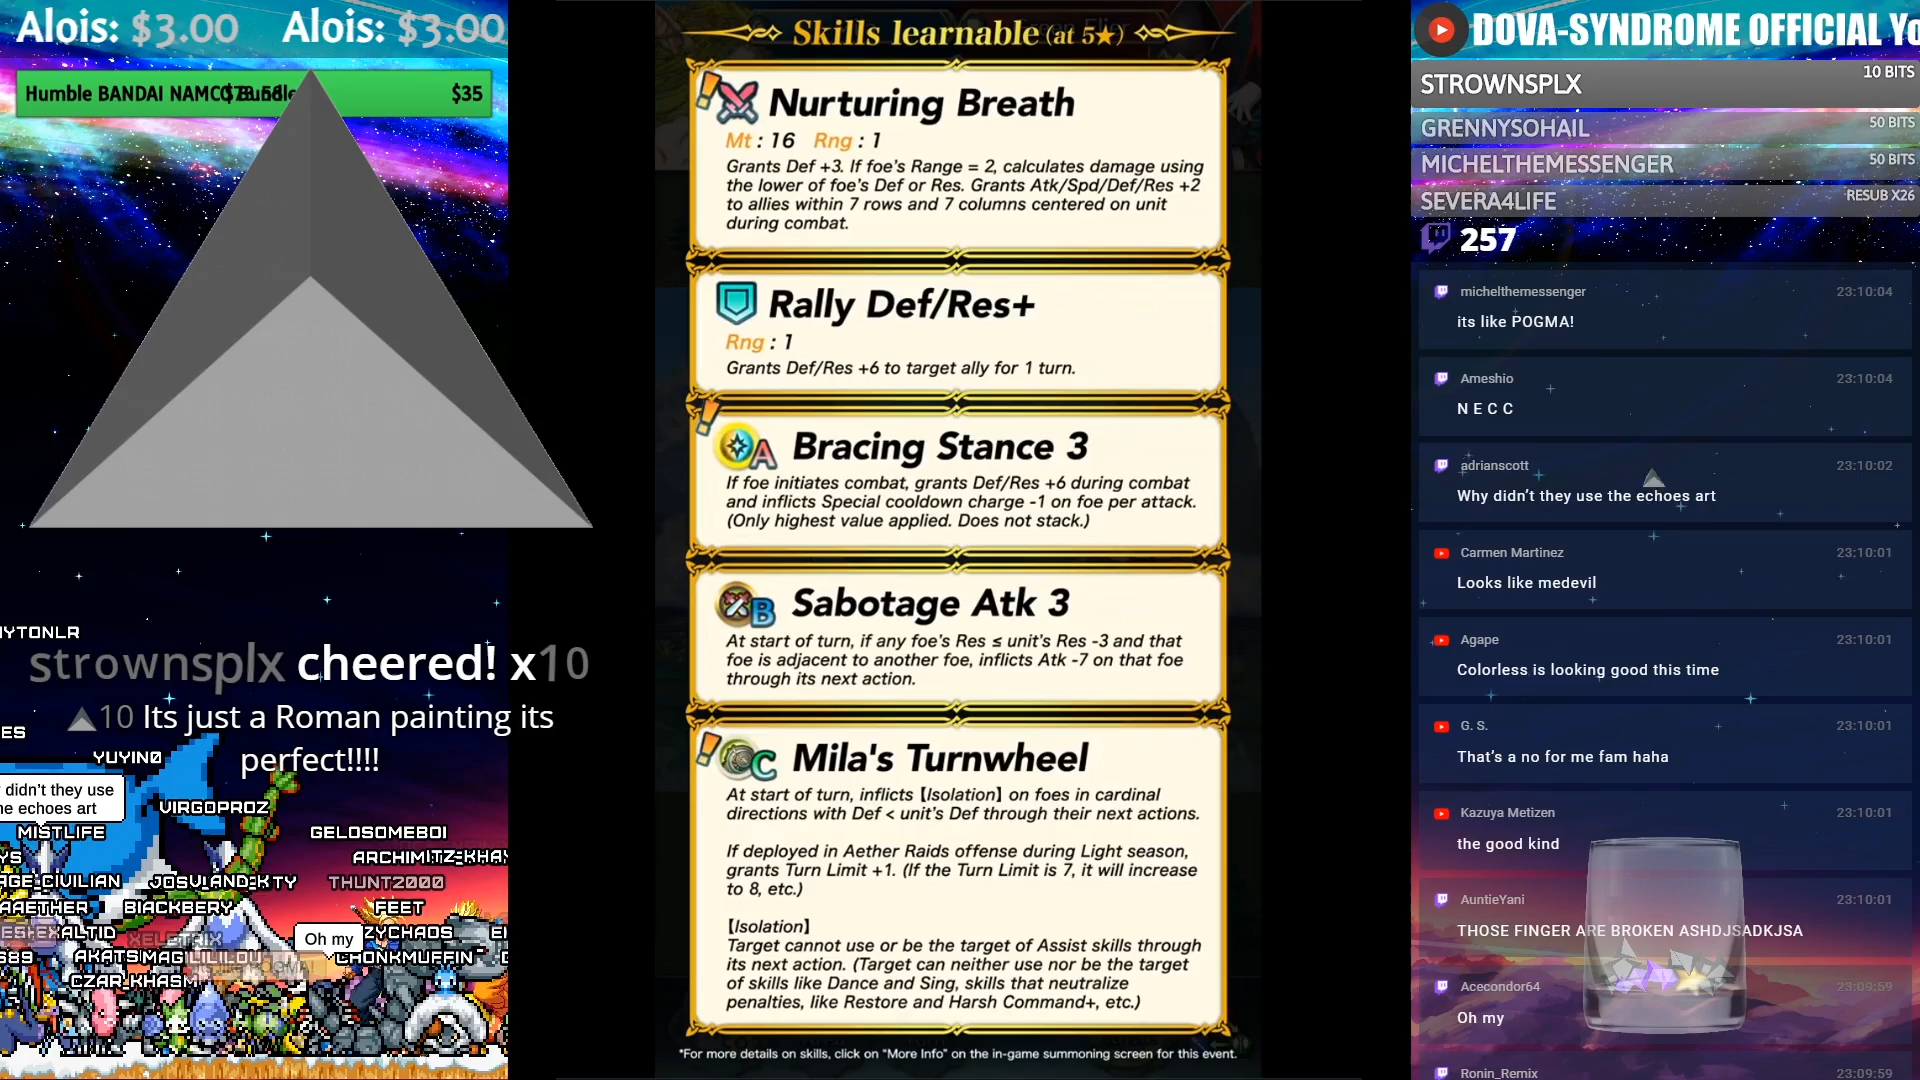 Alois: $3.00 Alois: $3.00
Humble BANDAI NAMCO Bundle $35
NYTONLR
strownsplx cheered! x10
10 Its just a Roman painting its
perfect!!!!
ES
YUYIN0
didn't they use
he echoes art
VIRGOPROZ
MISTLIFE
GELOSOMEBOI
YS
AGE_CIVILIAN
THUNT2000
AAAETHER
BIACKBERY
FEET
XELETRIX
Oh my
ZYCHAOS
689
CHONKMUFFIN
CZAR_KHASM
Skills learnable (at 5★)
Nurturing Breath
Mt : 16 Rng : 1
Grants Def +3. If foe's Range = 2, calculates damage using
the lower of foe's Def or Res. Grants Atk/Spd/Def/Res +2
to allies within 7 rows and 7 columns centered on unit
during combat.
Rally Def/Res+
Rng : 1
Grants Def/Res +6 to target ally for 1 turn.
A Bracing Stance 3
If foe initiates combat, grants Def/Res +6 during combat
and inflicts Special cooldown charge -1 on foe per attack.
(Only highest value applied. Does not stack.)
B Sabotage Atk 3
At start of turn, if any foe's Res ≤ unit's Res -3 and that
foe is adjacent to another foe, inflicts Atk -7 on that foe
through its next action.
C Mila's Turnwheel
At start of turn, inflicts 【Isolation】 on foes in cardinal
directions with Def < unit's Def through their next actions.
If deployed in Aether Raids offense during Light season,
grants Turn Limit +1. (If the Turn Limit is 7, it will increase
to 8, etc.)
【Isolation】
Target cannot use or be the target of Assist skills through
its next action. (Target can neither use nor be the target
of skills like Dance and Sing, skills that neutralize
penalties, like Restore and Harsh Command+, etc.)
*For more details on skills, click on "More Info" on the in-game summoning screen for this event.
DOVA-SYNDROME OFFICIAL Yo
STROWNSPLX 10 BITS
GRENNYSOHAIL 50 BITS
MICHELTHEMESSENGER 50 BITS
SEVERA4LIFE RESUB X26
257
michelthemessenger 23:10:04
its like POGMA!
Ameshio 23:10:04
N E C C
adrianscott 23:10:02
Why didn't they use the echoes art
Carmen Martinez 23:10:01
Looks like medevil
Agape 23:10:01
Colorless is looking good this time
G. S. 23:10:01
That's a no for me fam haha
Kazuya Metizen 23:10:01
the good kind
AuntieYani 23:10:01
THOSE FINGER ARE BROKEN ASHDJSADKJSA
Acecondor64 23:09:59
Oh my
Ronin_Remix 23:09:59